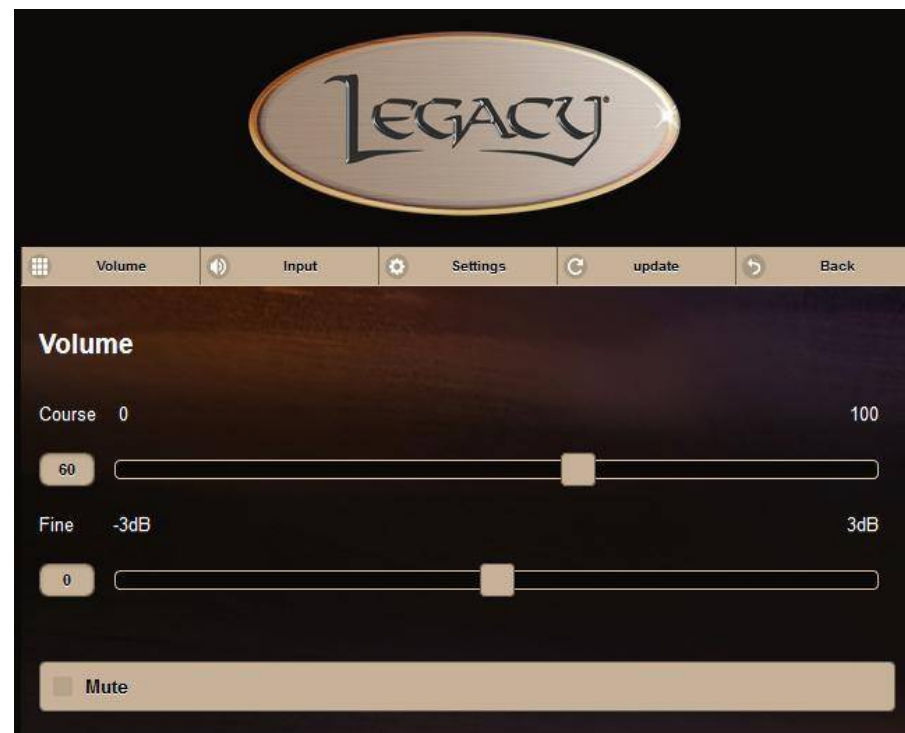 LEGACY
Volume Input Settings update Back
Volume
Course 0 100
60
Fine -3dB 3dB
0
Mute